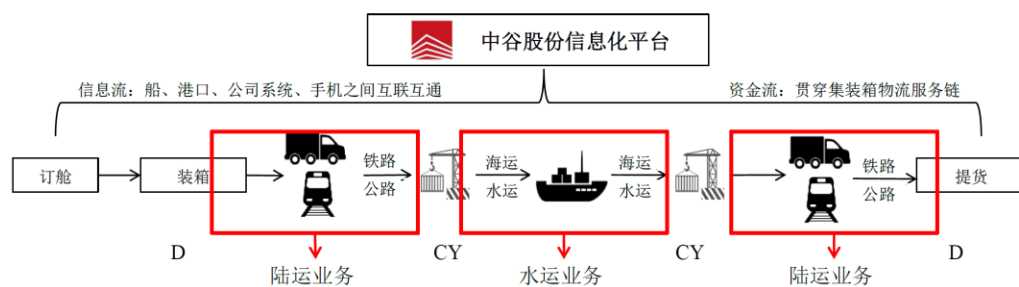 中谷股份信息化平台
信息流：船、港口、公司系统、手机之间互联互通
资金流：贯穿集装箱物流服务链
订舱
装箱
铁路
公路
海运
水运
海运
水运
铁路
公路
提货
D
CY
CY
D
陆运业务
水运业务
陆运业务